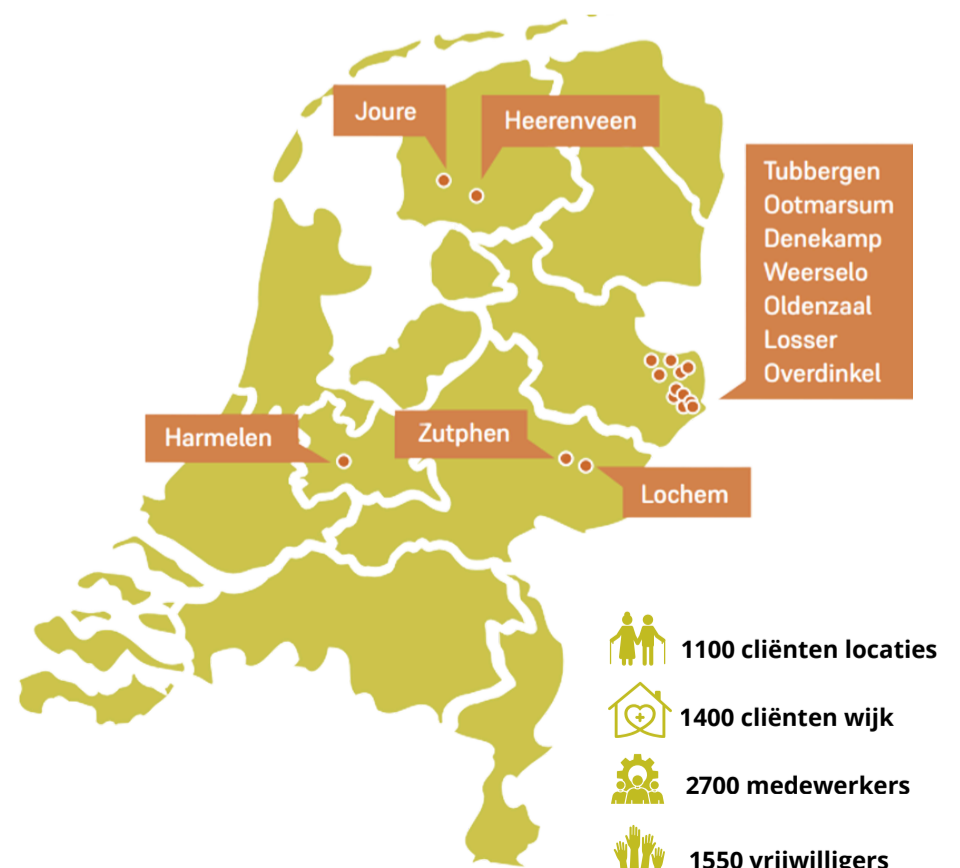 Joure
Heerenveen
Tubbergen
Ootmarsum
Denekamp
Weerselo
Oldenzaal
Losser
Overdinkel
Harmelen
Zutphen
Lochem
1100 cliënten locaties
1400 cliënten wijk
2700 medewerkers
1550 vrijwilligers